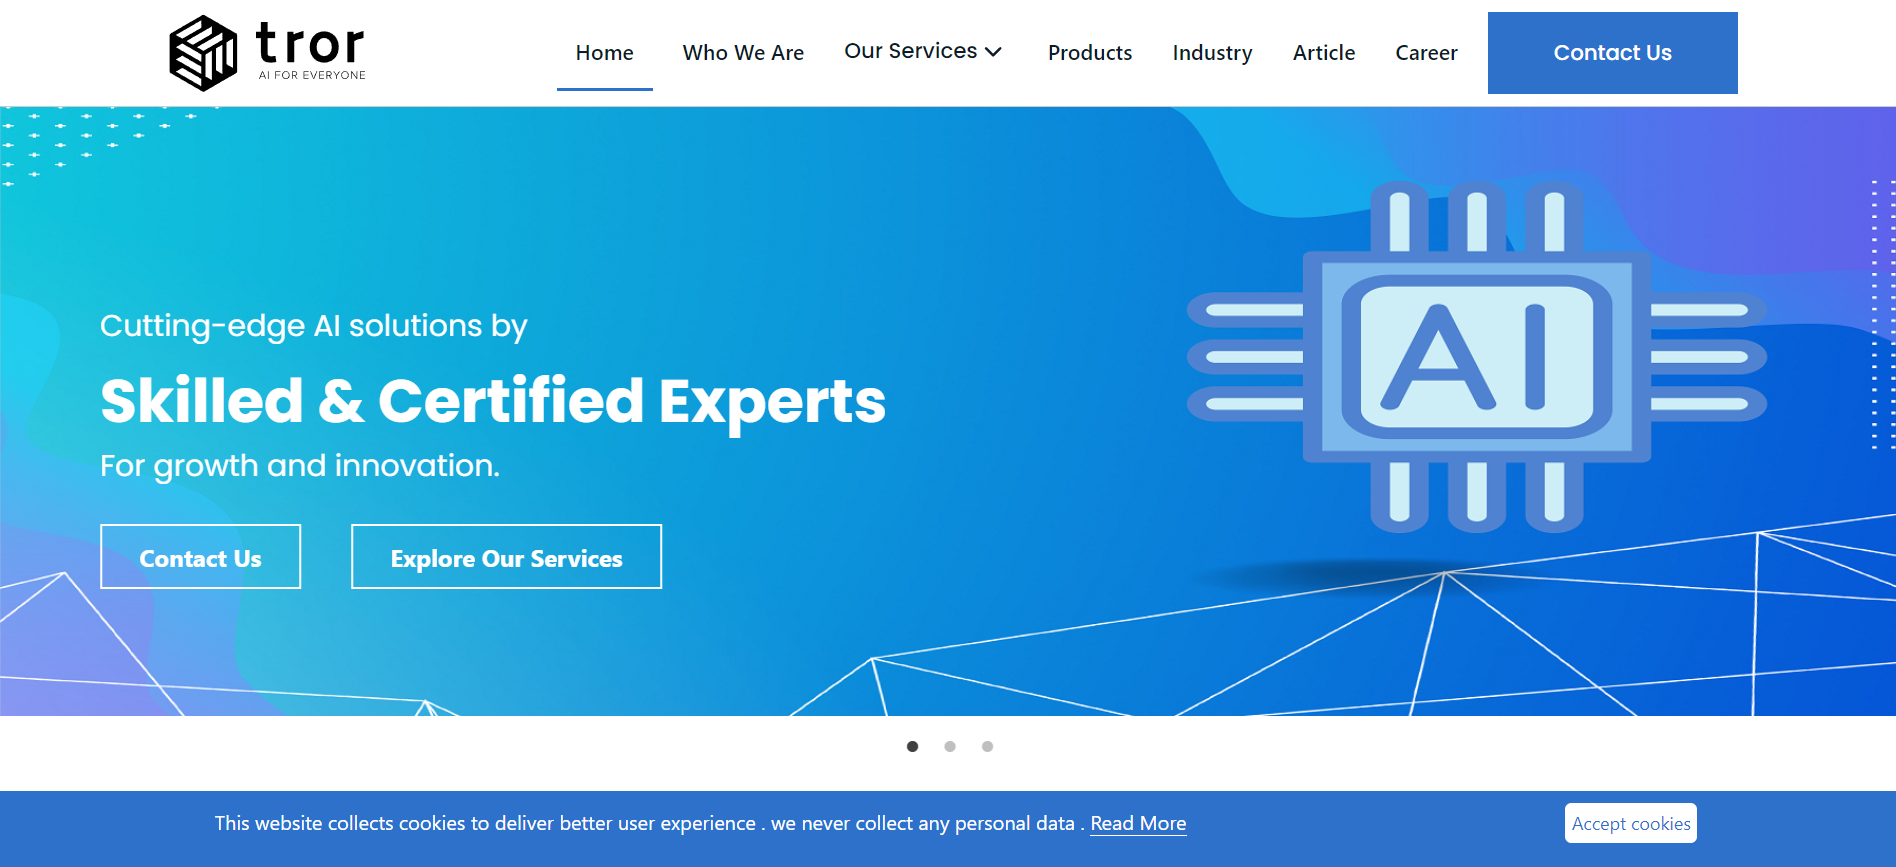 tror
AI FOR EVERYONE
Home
Who We Are
Our Services
Products
Industry
Article
Career
Contact Us
Cutting-edge AI solutions by
Skilled & Certified Experts
For growth and innovation.
Contact Us
Explore Our Services
AI
This website collects cookies to deliver better user experience . we never collect any personal data . Read More
Accept cookies